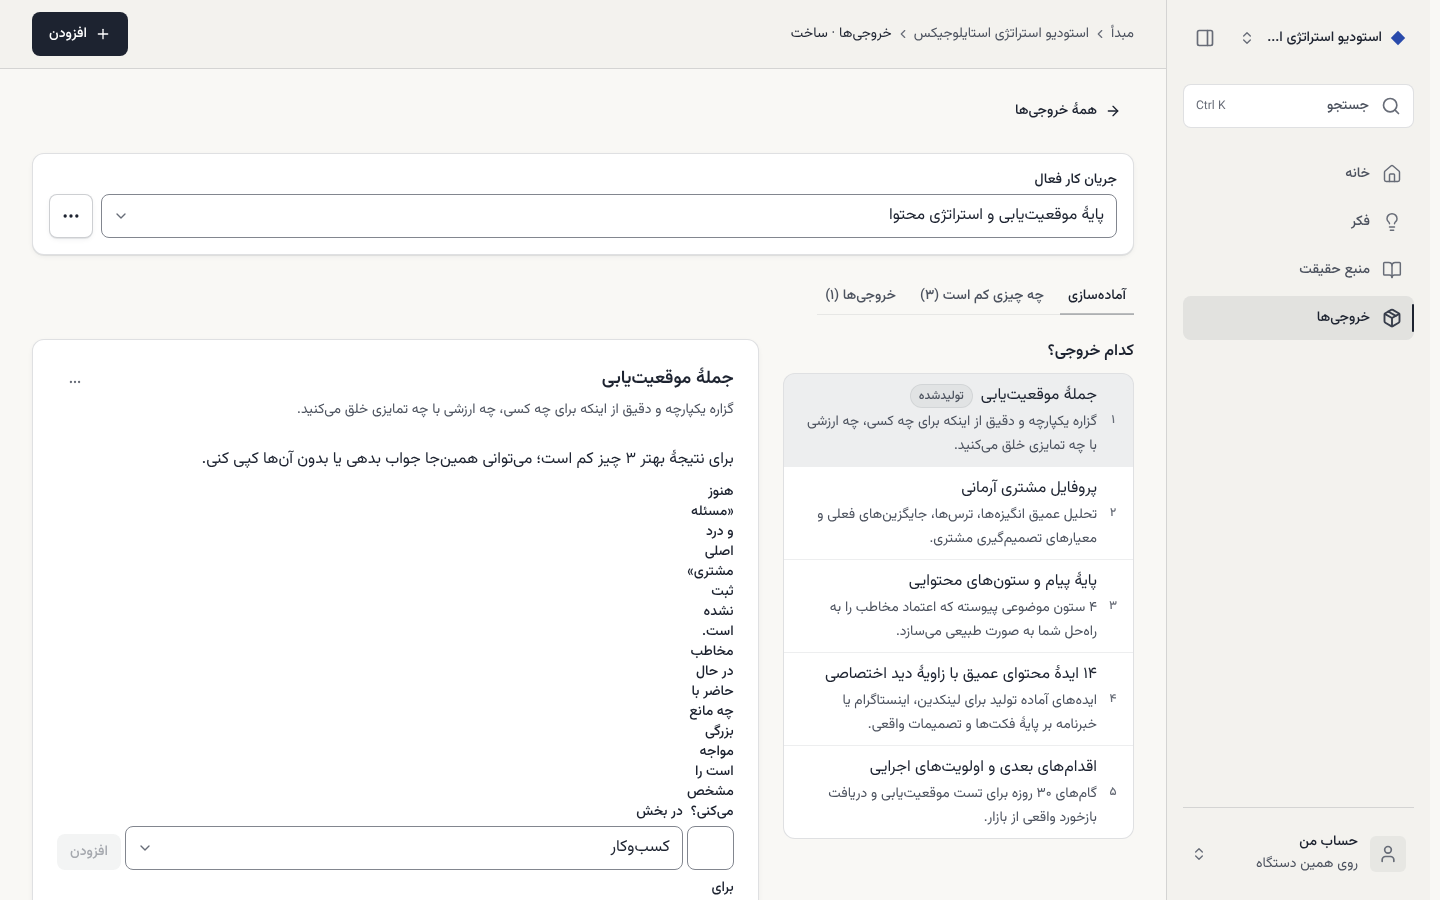 استودیو استراتژی ا...
جستجو
Ctrl K
خانه
فکر
منبع حقیقت
خروجی‌ها
حساب من
روی همین دستگاه
مبدأ
استودیو استراتژی استایلوجیکس
خروجی‌ها · ساخت
افزودن
همهٔ خروجی‌ها
جریان کار فعال
پایهٔ موقعیت‌یابی و استراتژی محتوا
آماده‌سازی
چه چیزی کم است (۳)
خروجی‌ها (۱)
کدام خروجی؟
جملهٔ موقعیت‌یابی
تولیدشده
۱
گزاره یکپارچه و دقیق از اینکه برای چه کسی، چه ارزشی
با چه تمایزی خلق می‌کنید.
پروفایل مشتری آرمانی
۲
تحلیل عمیق انگیزه‌ها، ترس‌ها، جایگزین‌های فعلی و
معیارهای تصمیم‌گیری مشتری.
پایهٔ پیام و ستون‌های محتوایی
۳
۴ ستون موضوعی پیوسته که اعتماد مخاطب را به
راه‌حل شما به صورت طبیعی می‌سازد.
۱۴ ایدهٔ محتوای عمیق با زاویهٔ دید اختصاصی
۴
ایده‌های آماده تولید برای لینکدین، اینستاگرام یا
خبرنامه بر پایهٔ فکت‌ها و تصمیمات واقعی.
اقدام‌های بعدی و اولویت‌های اجرایی
۵
گام‌های ۳۰ روزه برای تست موقعیت‌یابی و دریافت
بازخورد واقعی از بازار.
جملهٔ موقعیت‌یابی
...
گزاره یکپارچه و دقیق از اینکه برای چه کسی، چه ارزشی با چه تمایزی خلق می‌کنید.
برای نتیجهٔ بهتر ۳ چیز کم است؛ می‌توانی همین‌جا جواب بدهی یا بدون آن‌ها کپی کنی.
هنوز
«مسئله
و درد
اصلی
مشتری»
ثبت
نشده
است.
مخاطب
در حال
حاضر با
چه مانع
بزرگی
مواجه
است را
مشخص
می‌کنی؟
در بخش
کسب‌وکار
افزودن
برای